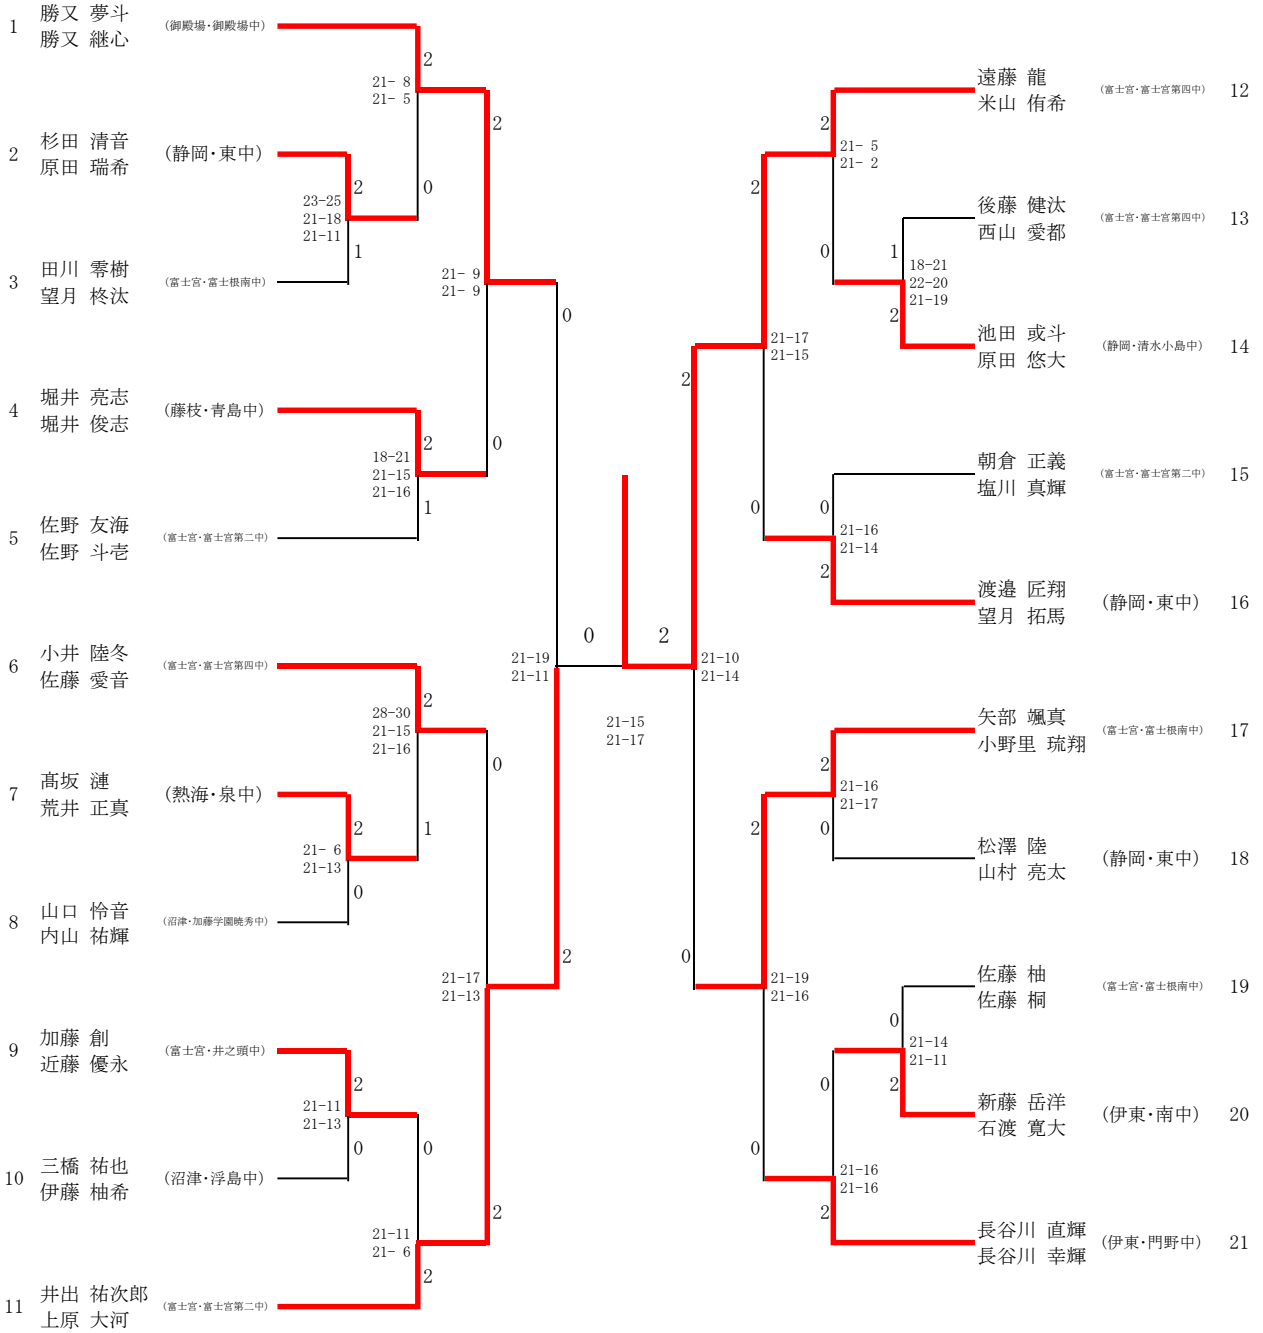 1 勝又 夢斗 (御殿場・御殿場中)
勝又 継心
2 杉田 清音 (静岡・東中)
原田 瑞希
3 田川 零樹 (富士宮・富士根南中)
望月 柊汰
4 堀井 亮志 (藤枝・青島中)
堀井 俊志
5 佐野 友海 (富士宮・富士宮第二中)
佐野 斗壱
6 小井 陸冬 (富士宮・富士宮第四中)
佐藤 愛音
7 髙坂 漣 (熱海・泉中)
荒井 正真
8 山口 怜音 (沼津・加藤学園暁秀中)
内山 祐輝
9 加藤 創 (富士宮・井之頭中)
近藤 優永
10 三橋 祐也 (沼津・浮島中)
伊藤 柚希
11 井出 祐次郎 (富士宮・富士宮第二中)
上原 大河
2
21- 8
21- 5
0
2
23-25
21-18
21-11
1
2
21- 9
21- 9
0
2
18-21
21-15
21-16
1
0
21-19
21-11
2
2
28-30
21-15
21-16
1
2
21- 6
21-13
0
0
21-17
21-13
2
2
21-11
21-13
0
0
21-11
21- 6
2
0 2
21-15
21-17
遠藤 龍 (富士宮・富士宮第四中) 12
米山 侑希
後藤 健汰 (富士宮・富士宮第四中) 13
西山 愛都
池田 或斗 (静岡・清水小島中) 14
原田 悠大
朝倉 正義 (富士宮・富士宮第二中) 15
塩川 真輝
渡邉 匠翔 (静岡・東中) 16
望月 拓馬
矢部 颯真 (富士宮・富士根南中) 17
小野里 琉翔
松澤 陸 (静岡・東中) 18
山村 亮太
佐藤 柚 (富士宮・富士根南中) 19
佐藤 桐
新藤 岳洋 (伊東・南中) 20
石渡 寛大
長谷川 直輝 (伊東・門野中) 21
長谷川 幸輝
2
21- 5
21- 2
0
1
18-21
22-20
21-19
2
2
21-17
21-15
0
0
21-16
21-14
2
2
21-10
21-14
0
2
21-16
21-17
0
2
21-19
21-16
0
0
21-14
21-11
2
0
21-16
21-16
2